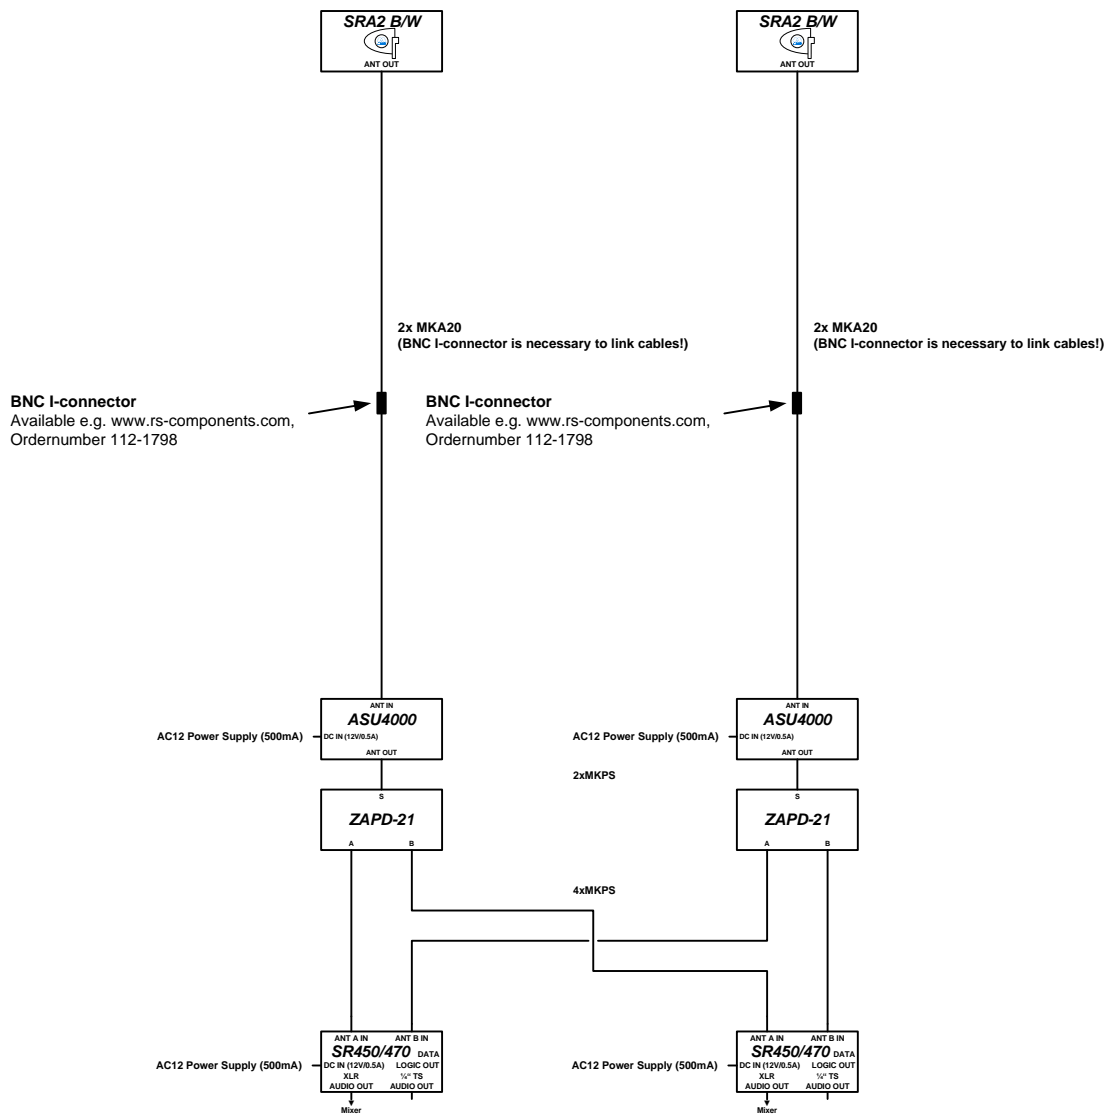 SRA2 B/W
ANT OUT
SRA2 B/W
ANT OUT
2x MKA20
(BNC I-connector is necessary to link cables!)
2x MKA20
(BNC I-connector is necessary to link cables!)
BNC I-connector
Available e.g. www.rs-components.com,
Ordernumber 112-1798
BNC I-connector
Available e.g. www.rs-components.com,
Ordernumber 112-1798
ANT IN
ASU4000
AC12 Power Supply (500mA)
DC IN (12V/0.5A)
ANT OUT
ANT IN
ASU4000
AC12 Power Supply (500mA)
DC IN (12V/0.5A)
ANT OUT
2xMKPS
S
ZAPD-21
A B
S
ZAPD-21
A B
4xMKPS
ANT A IN ANT B IN
SR450/470 DATA
AC12 Power Supply (500mA)
DC IN (12V/0.5A) LOGIC OUT
XLR ¼“ TS
AUDIO OUT AUDIO OUT
Mixer
ANT A IN ANT B IN
SR450/470 DATA
AC12 Power Supply (500mA)
DC IN (12V/0.5A) LOGIC OUT
XLR ¼“ TS
AUDIO OUT AUDIO OUT
Mixer